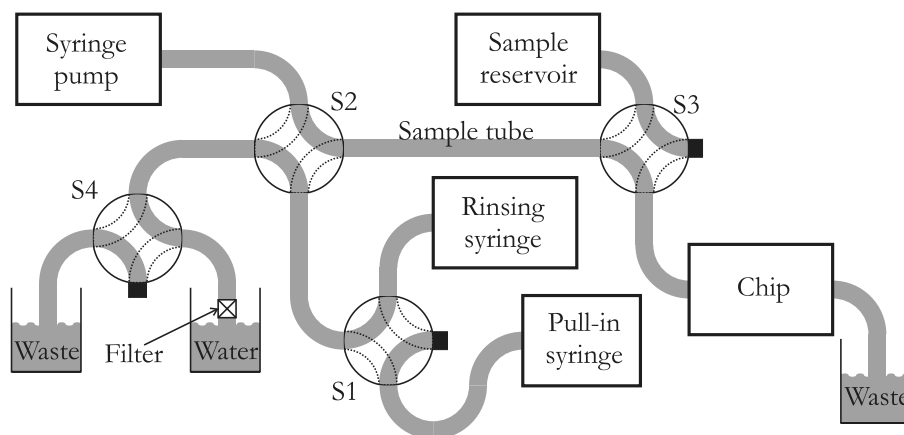 Syringe
pump
Sample
reservoir
S2
S3
Sample tube
S4
Rinsing
syringe
Chip
Pull-in
syringe
Waste
Filter
Water
S1
Waste